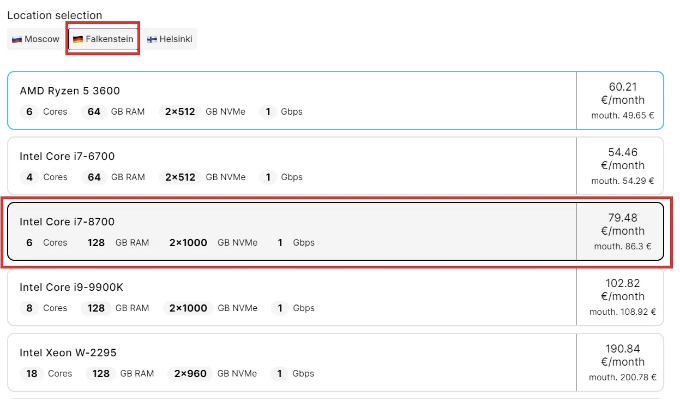 Location selection
Moscow Falkenstein Helsinki
AMD Ryzen 5 3600
6 Cores 64 GB RAM 2×512 GB NVMe 1 Gbps
60.21
€/month
mouth. 49.65 €
Intel Core i7-6700
4 Cores 64 GB RAM 2×512 GB NVMe 1 Gbps
54.46
€/month
mouth. 54.29 €
Intel Core i7-8700
6 Cores 128 GB RAM 2×1000 GB NVMe 1 Gbps
79.48
€/month
mouth. 86.3 €
Intel Core i9-9900K
8 Cores 128 GB RAM 2×1000 GB NVMe 1 Gbps
102.82
€/month
mouth. 108.92 €
Intel Xeon W-2295
18 Cores 128 GB RAM 2×960 GB NVMe 1 Gbps
190.84
€/month
mouth. 200.78 €